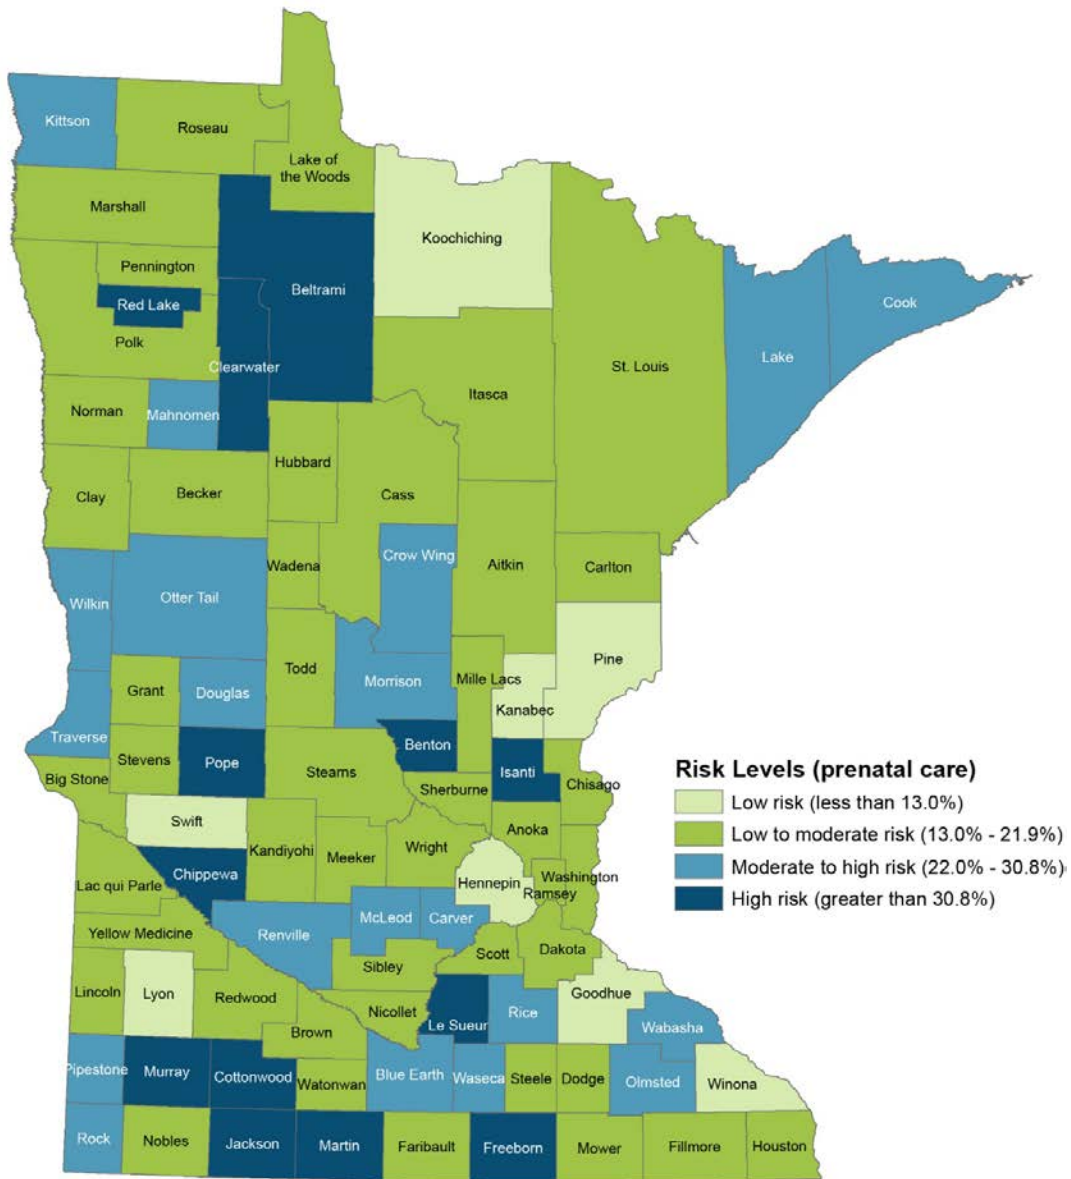 Kittson
Roseau
Lake of
the Woods
Marshall
Koochiching
Pennington
Beltrami
Red Lake
Cook
Polk
Lake
Clearwater
St. Louis
Itasca
Norman
Mahnomen
Hubbard
Becker
Clay
Cass
Crow Wing
Wadena
Aitkin
Carlton
Otter Tail
Wilkin
Pine
Todd
Mille Lacs
Morrison
Grant
Douglas
Kanabec
Traverse
Benton
Stevens
Pope
Isanti
Stearns
Big Stone
Sherburne
Chisago
Swift
Anoka
Kandiyohi
Wright
Meeker
Chippewa
Hennepin
Washington
Ramsey
Lac qui Parle
McLeod
Carver
Yellow Medicine
Renville
Scott
Dakota
Sibley
Lincoln
Lyon
Redwood
Goodhue
Nicollet
Rice
Le Sueur
Wabasha
Brown
Pipestone
Murray
Cottonwood
Watonwan
Blue Earth
Waseca
Steele
Dodge
Olmsted
Winona
Rock
Nobles
Jackson
Martin
Faribault
Freeborn
Mower
Fillmore
Houston
Risk Levels (prenatal care)
Low risk (less than 13.0%)
Low to moderate risk (13.0% - 21.9%)
Moderate to high risk (22.0% - 30.8%)
High risk (greater than 30.8%)